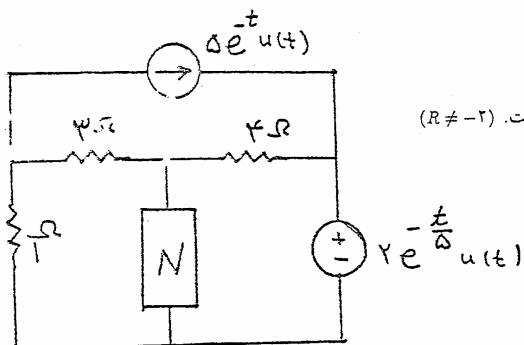 ۵e^{-t} u(t)
۳Ω
۴Ω
ت. (R ≠ -۲)
۱Ω
N
+
-
۲e^{-t/۵} u(t)